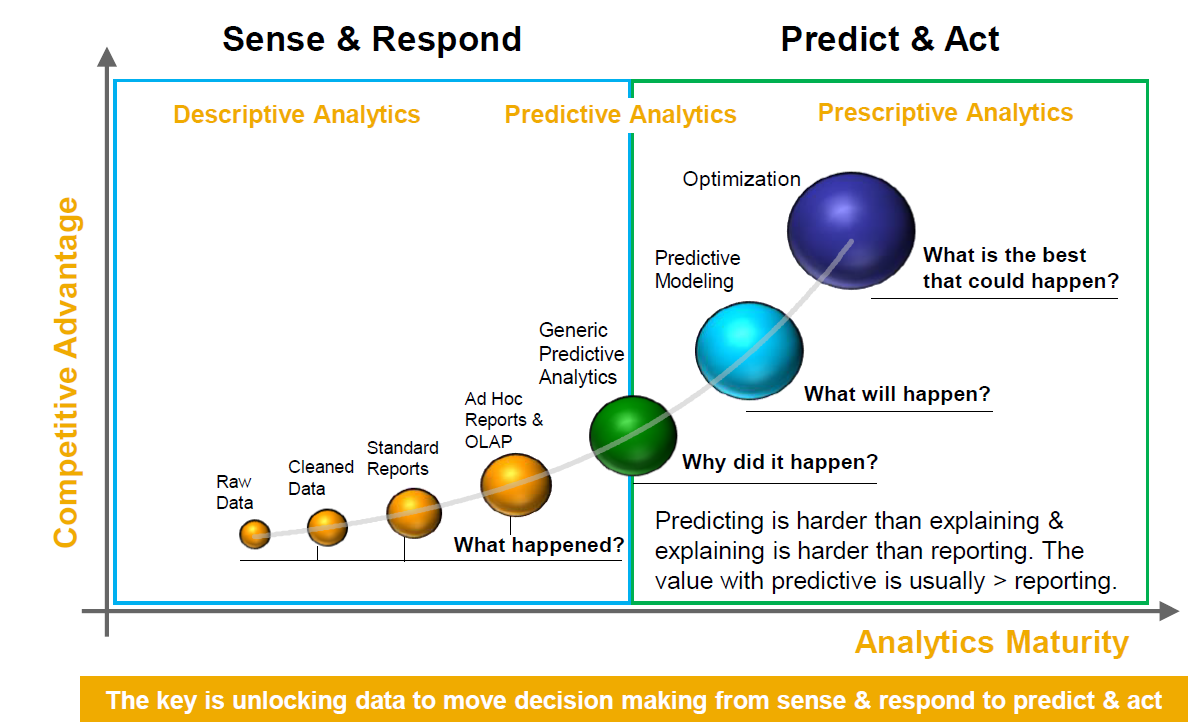 Sense & Respond
Predict & Act
Descriptive Analytics
Predictive Analytics
Prescriptive Analytics
Competitive Advantage
Optimization
What is the best
that could happen?
Predictive
Modeling
What will happen?
Generic
Predictive
Analytics
Why did it happen?
Ad Hoc
Reports &
OLAP
Standard
Reports
Cleaned
Data
Raw
Data
What happened?
Predicting is harder than explaining &
explaining is harder than reporting. The
value with predictive is usually > reporting.
Analytics Maturity
The key is unlocking data to move decision making from sense & respond to predict & act